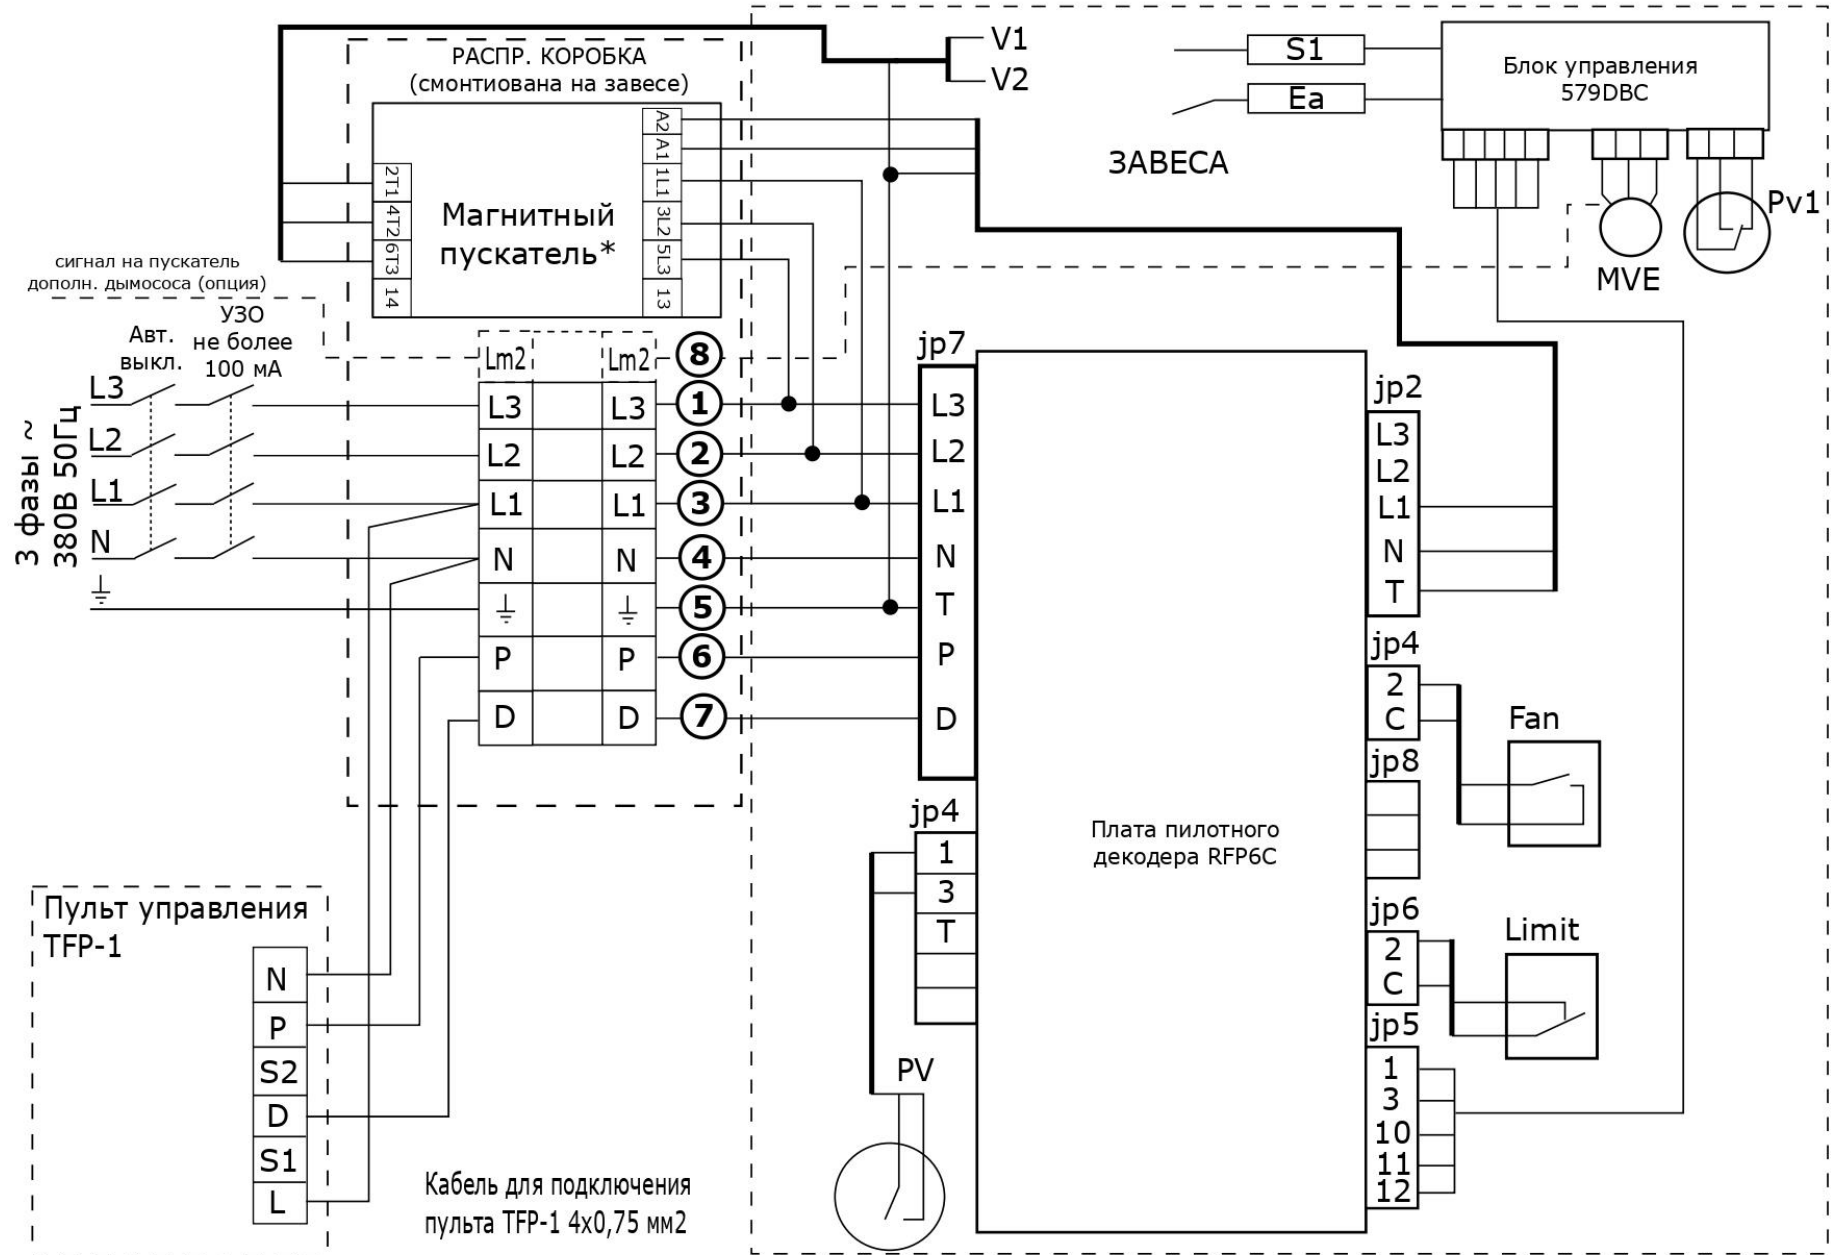 РАСПР. КОРОБКА
(смонтиована на завесе)
V1
V2
S1
Ea
Блок управления
579DBC
ЗАВЕСА
Pv1
MVE
Магнитный
пускатель*
2T1
4T2
6T3
14
A2
A1
1L1
3L2
5L3
13
сигнал на пускатель
дополн. дымососа (опция)
Авт.
выкл.
УЗО
не более
100 мА
3 фазы ~
380В 50Гц
L3
L2
L1
N
Lm2
L3
L2
L1
N
P
D
Lm2
L3
L2
L1
N
P
D
8
1
2
3
4
5
6
7
jp7
L3
L2
L1
N
T
P
D
jp4
1
3
T
PV
Плата пилотного
декодера RFP6C
jp2
L3
L2
L1
N
T
jp4
2
C
Fan
jp8
jp6
2
C
Limit
jp5
1
3
10
11
12
Пульт управления
TFP-1
N
P
S2
D
S1
L
Кабель для подключения
пульта TFP-1 4x0,75 мм2